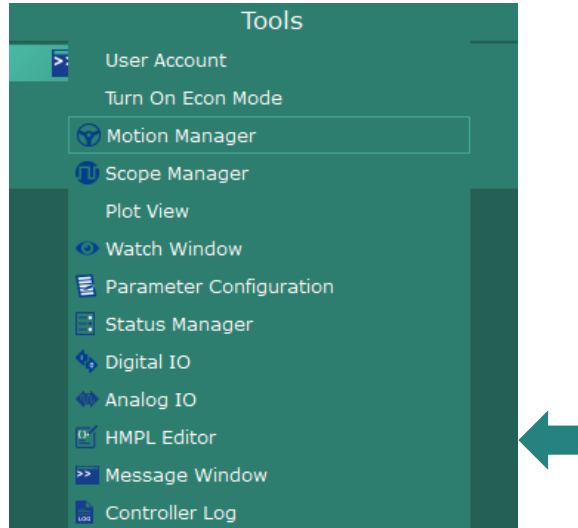 Tools
User Account
Turn On Econ Mode
Motion Manager
Scope Manager
Plot View
Watch Window
Parameter Configuration
Status Manager
Digital IO
Analog IO
HMPL Editor
Message Window
Controller Log